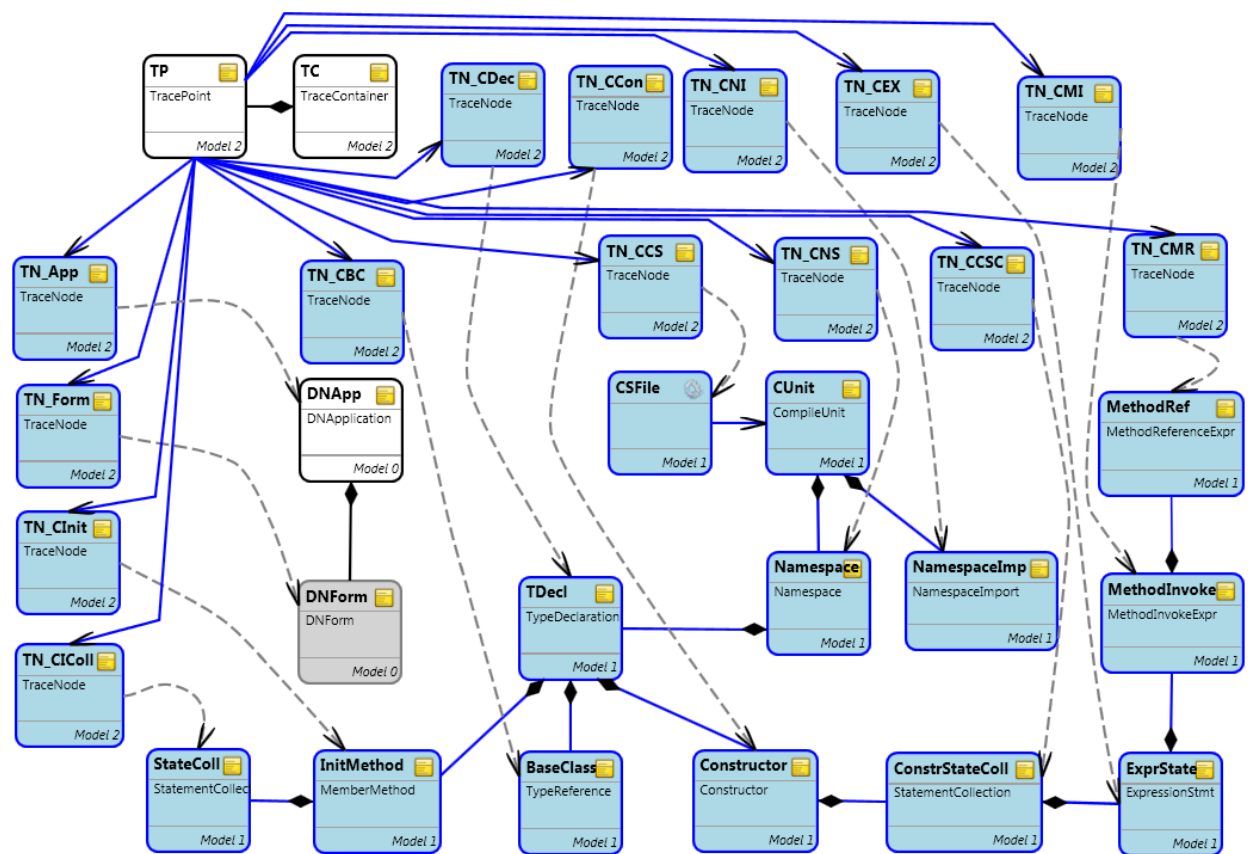 TP
TracePoint
Model 2
TC
TraceContainer
Model 2
TN_CDec
TraceNode
Model 2
TN_CCon
TraceNode
Model 2
TN_CNI
TraceNode
Model 2
TN_CEX
TraceNode
Model 2
TN_CMI
TraceNode
Model 2
TN_App
TraceNode
Model 2
TN_CBC
TraceNode
Model 2
TN_CCS
TraceNode
Model 2
TN_CNS
TraceNode
Model 2
TN_CCSC
TraceNode
Model 2
TN_CMR
TraceNode
Model 2
TN_Form
TraceNode
Model 2
DNApp
DNApplication
Model 0
CSFile
Model 1
CUnit
CompileUnit
Model 1
MethodRef
MethodReferenceExpr
Model 1
TN_CInit
TraceNode
Model 2
DNForm
DNForm
Model 0
TDecl
TypeDeclaration
Model 1
Namespace
Namespace
Model 1
NamespaceImp
NamespaceImport
Model 1
MethodInvoke
MethodInvokeExpr
Model 1
TN_CIColl
TraceNode
Model 2
StateColl
StatementCollec
Model 1
InitMethod
MemberMethod
Model 1
BaseClass
TypeReference
Model 1
Constructor
Constructor
Model 1
ConstrStateColl
StatementCollection
Model 1
ExprState
ExpressionStmt
Model 1